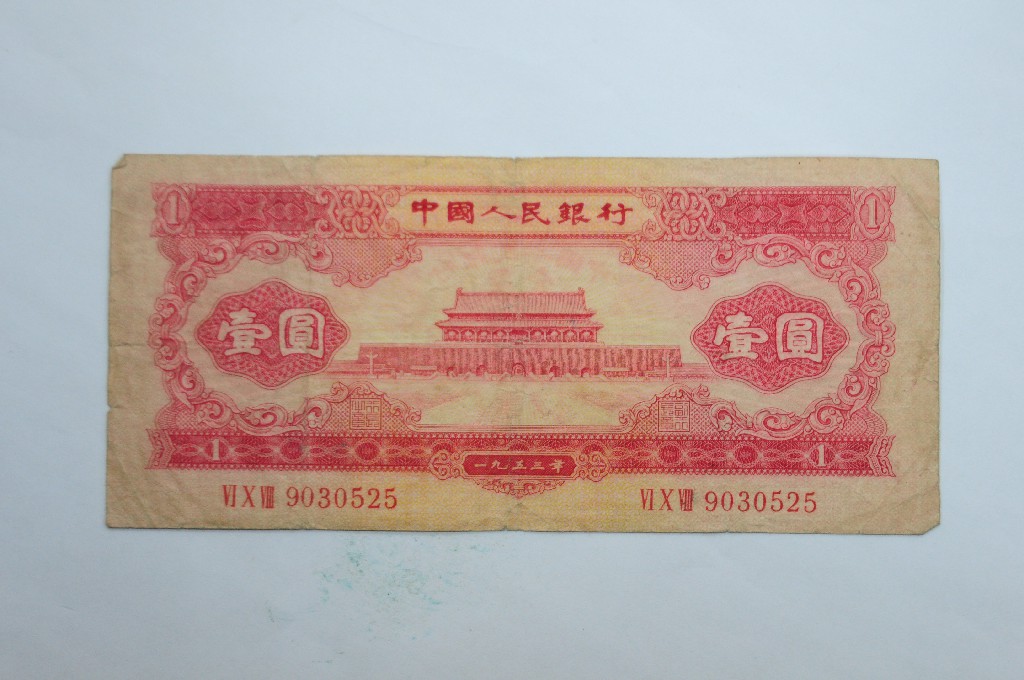 1 中國人民銀行 1
壹圓 壹圓
1 一九五三年 1
VI X VIII 9030525 VI X VIII 9030525